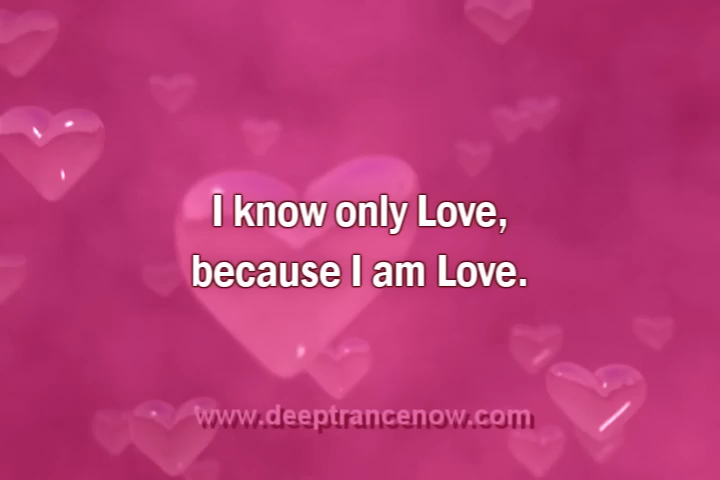 I know only Love,
because I am Love.
www.deeptrancenow.com